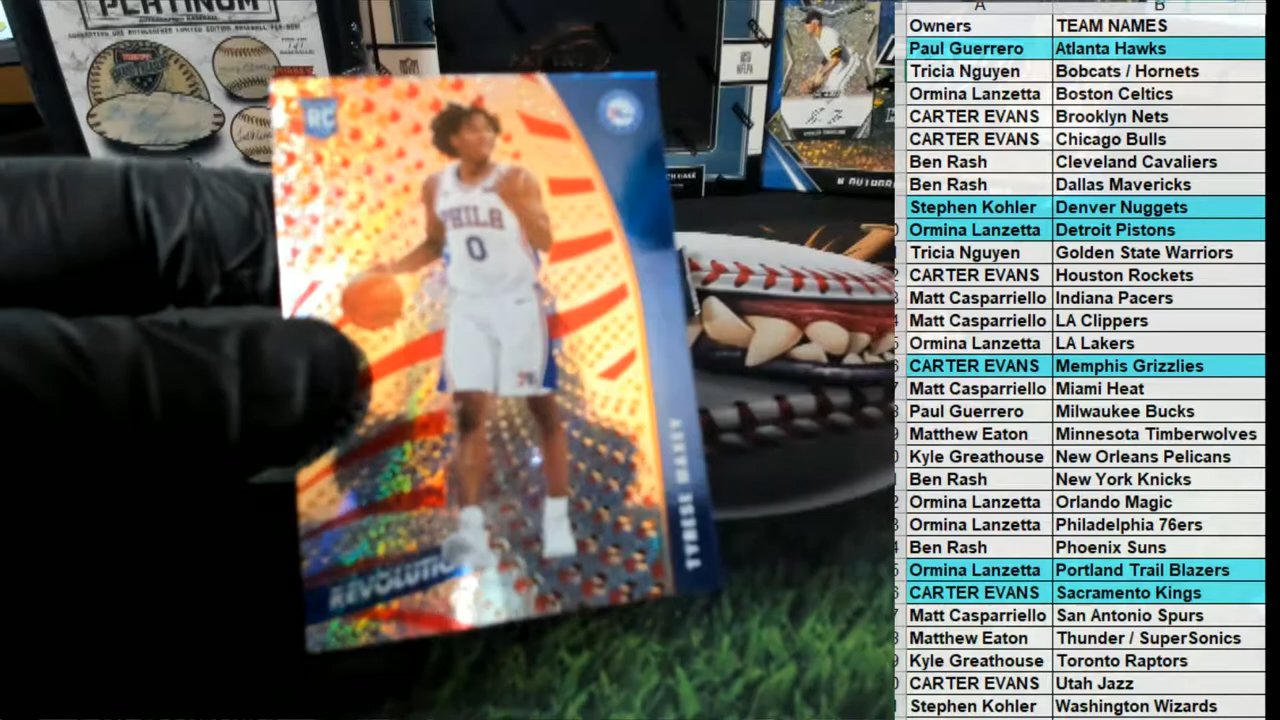 PLATINUM
RC
PHILA
0
TYRESE MAXEY
REVOLUTIO
A B
Owners TEAM NAMES
Paul Guerrero Atlanta Hawks
Tricia Nguyen Bobcats / Hornets
Ormina Lanzetta Boston Celtics
CARTER EVANS Brooklyn Nets
CARTER EVANS Chicago Bulls
Ben Rash Cleveland Cavaliers
Ben Rash Dallas Mavericks
Stephen Kohler Denver Nuggets
Ormina Lanzetta Detroit Pistons
Tricia Nguyen Golden State Warriors
CARTER EVANS Houston Rockets
Matt Casparriello Indiana Pacers
Matt Casparriello LA Clippers
Ormina Lanzetta LA Lakers
CARTER EVANS Memphis Grizzlies
Matt Casparriello Miami Heat
Paul Guerrero Milwaukee Bucks
Matthew Eaton Minnesota Timberwolves
Kyle Greathouse New Orleans Pelicans
Ben Rash New York Knicks
Ormina Lanzetta Orlando Magic
Ormina Lanzetta Philadelphia 76ers
Ben Rash Phoenix Suns
Ormina Lanzetta Portland Trail Blazers
CARTER EVANS Sacramento Kings
Matt Casparriello San Antonio Spurs
Matthew Eaton Thunder / SuperSonics
Kyle Greathouse Toronto Raptors
CARTER EVANS Utah Jazz
Stephen Kohler Washington Wizards